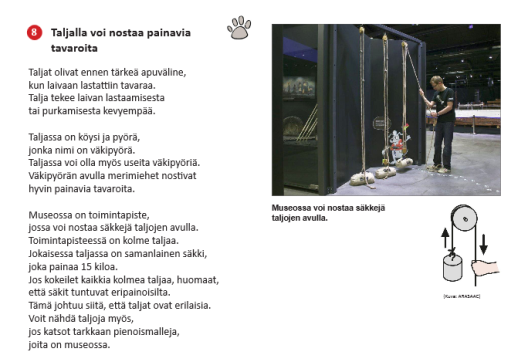 8 Taljalla voi nostaa painavia
tavaroita
Taljat olivat ennen tärkeä apuväline,
kun laivaan lastattiin tavaraa.
Talja tekee laivan lastaamisesta
tai purkamisesta kevyempää.
Taljassa on köysi ja pyörä,
jonka nimi on väkipyörä.
Taljassa voi olla myös useita väkipyöriä.
Väkipyörän avulla merimiehet nostivat
hyvin painavia tavaroita.
Museossa on toimintapiste,
jossa voi nostaa säkkejä taljojen avulla.
Toimintapisteessä on kolme taljaa.
Jokaisessa taljassa on samanlainen säkki,
joka painaa 15 kiloa.
Jos kokeilet kaikkia kolmea taljaa, huomaat,
että säkit tuntuvat eripainoisilta.
Tämä johtuu siitä, että taljat ovat erilaisia.
Voit nähdä taljoja myös,
jos katsot tarkkaan pienoismalleja,
joita on museossa.
Museossa voi nostaa säkkejä
taljojen avulla.
(Kuva: ARASAAC)